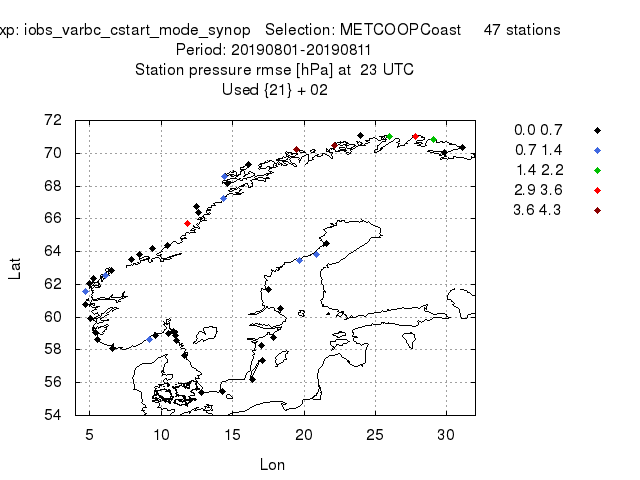 xp: iobs_varbc_cstart_mode_synop Selection: METCOOPCoast 47 stations
Period: 20190801-20190811
Station pressure rmse [hPa] at 23 UTC
Used {21} + 02
72
70
68
66
64
62
60
58
56
54
Lat
5 10 15 20 25 30
Lon
0.0 0.7
0.7 1.4
1.4 2.2
2.9 3.6
3.6 4.3